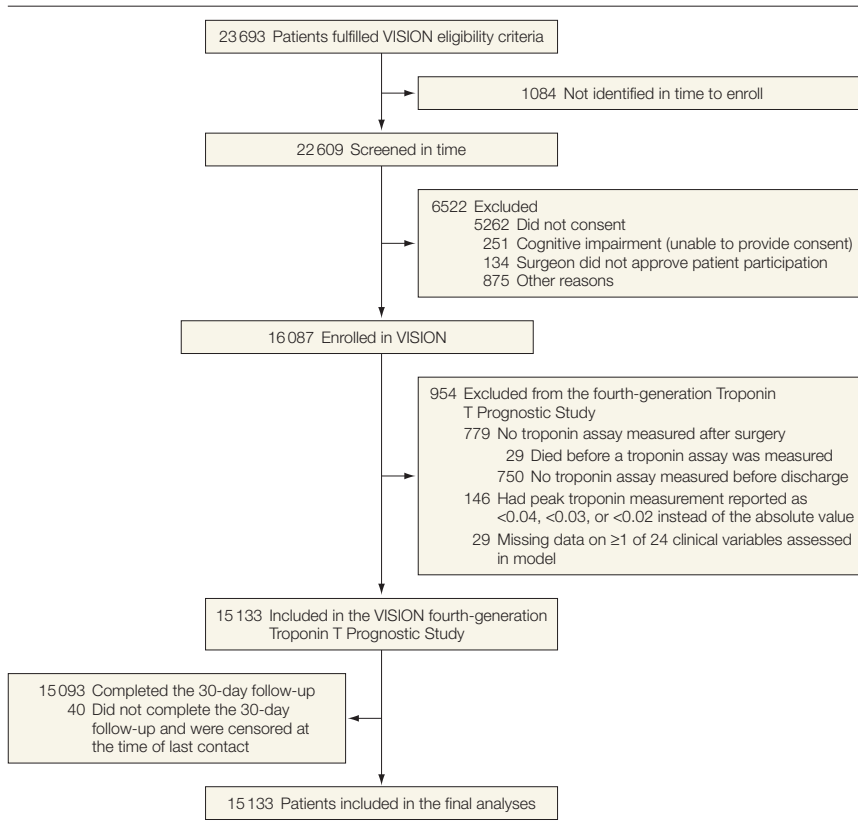 23 693 Patients fulfilled VISION eligibility criteria
1084 Not identified in time to enroll
22 609 Screened in time
6522 Excluded
5262 Did not consent
251 Cognitive impairment (unable to provide consent)
134 Surgeon did not approve patient participation
875 Other reasons
16 087 Enrolled in VISION
954 Excluded from the fourth-generation Troponin
T Prognostic Study
779 No troponin assay measured after surgery
29 Died before a troponin assay was measured
750 No troponin assay measured before discharge
146 Had peak troponin measurement reported as
<0.04, <0.03, or <0.02 instead of the absolute value
29 Missing data on ≥1 of 24 clinical variables assessed
in model
15 133 Included in the VISION fourth-generation
Troponin T Prognostic Study
15 093 Completed the 30-day follow-up
40 Did not complete the 30-day
follow-up and were censored at
the time of last contact
15 133 Patients included in the final analyses